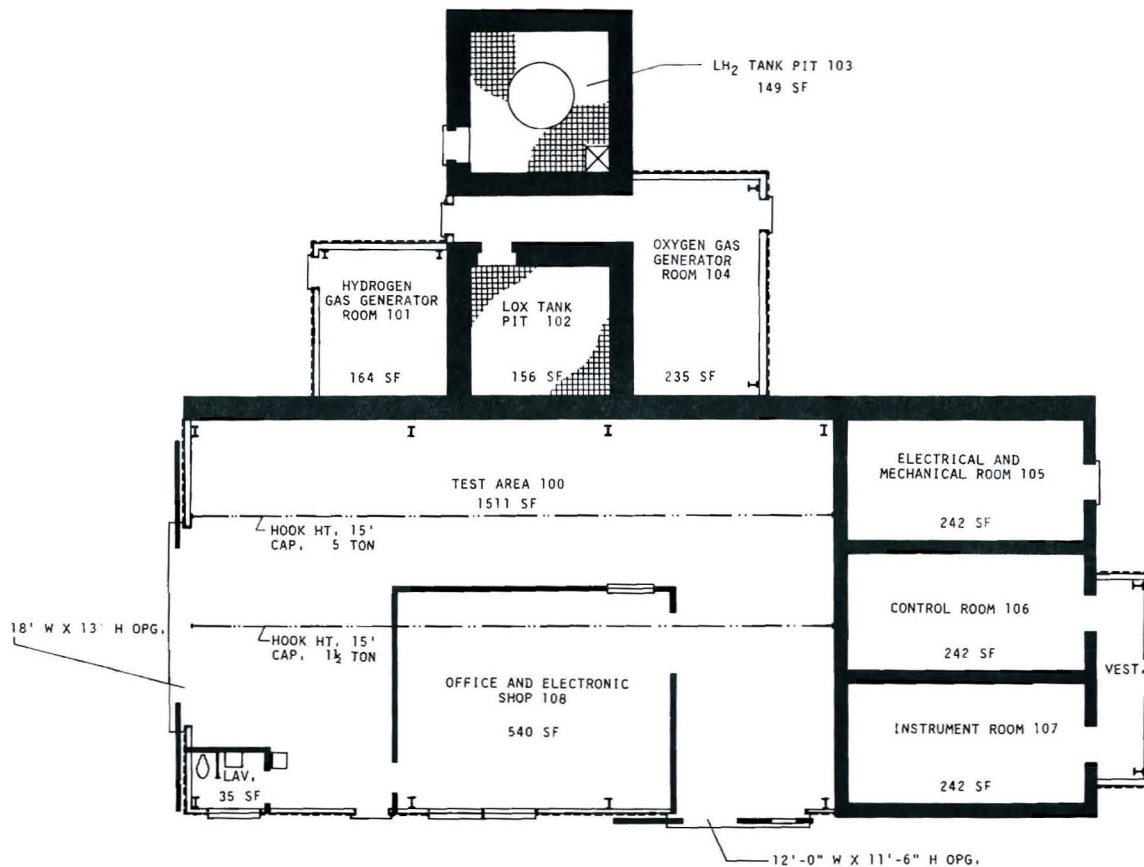 LH₂ TANK PIT 103
149 SF
OXYGEN GAS
GENERATOR
ROOM 104
235 SF
HYDROGEN
GAS GENERATOR
ROOM 101
164 SF
LOX TANK
PIT 102
156 SF
TEST AREA 100
1511 SF
HOOK HT. 15'
CAP. 5 TON
ELECTRICAL AND
MECHANICAL ROOM 105
242 SF
18' W X 13' H OPG.
HOOK HT. 15'
CAP. 1½ TON
CONTROL ROOM 106
242 SF
VEST.
OFFICE AND ELECTRONIC
SHOP 108
540 SF
INSTRUMENT ROOM 107
242 SF
LAV.
35 SF
12'-0" W X 11'-6" H OPG.